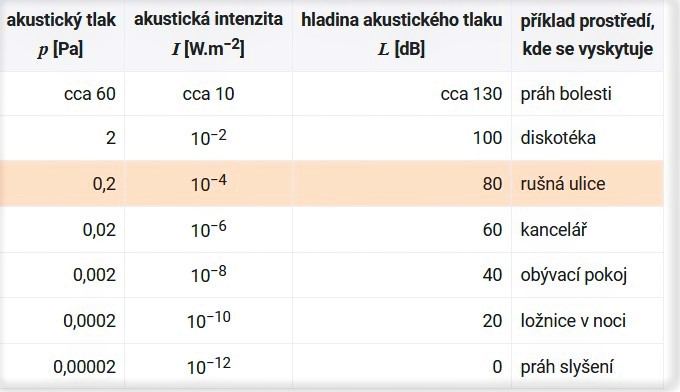 akustický tlak akustická intenzita hladina akustického tlaku příklad prostředí,
p [Pa] I [W.m−2] L [dB] kde se vyskytuje
cca 60 cca 10 cca 130 práh bolesti
2 10−2 100 diskotéka
0,2 10−4 80 rušná ulice
0,02 10−6 60 kancelář
0,002 10−8 40 obývací pokoj
0,0002 10−10 20 ložnice v noci
0,00002 10−12 0 práh slyšení